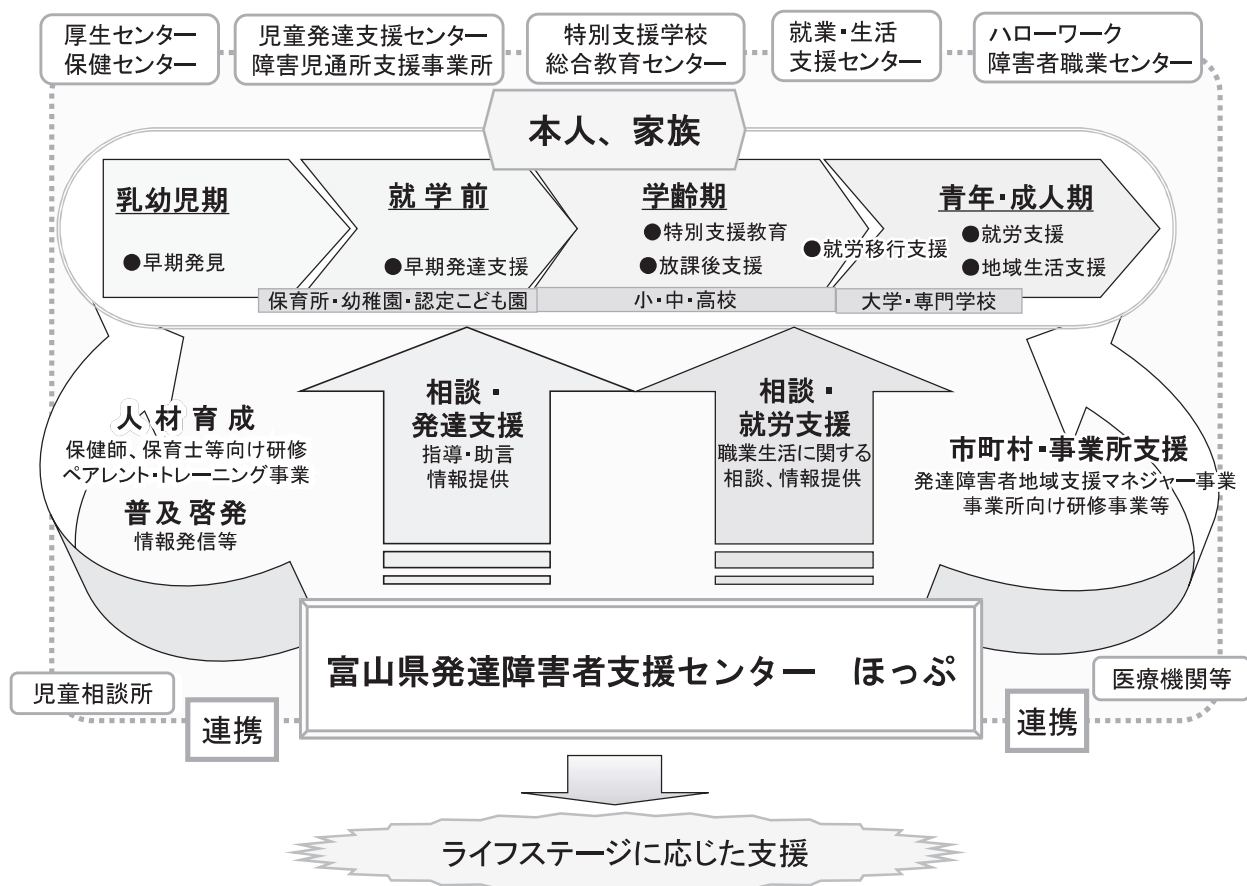 厚生センター
保健センター
児童発達支援センター
障害児通所支援事業所
特別支援学校
総合教育センター
就業・生活
支援センター
ハローワーク
障害者職業センター
本人、家族
乳幼児期
●早期発見
就学前
●早期発達支援
学齢期
●特別支援教育
●放課後支援
●就労移行支援
青年・成人期
●就労支援
●地域生活支援
保育所・幼稚園・認定こども園
小・中・高校
大学・専門学校
人材育成
保健師、保育士等向け研修
ペアレント・トレーニング事業
普及啓発
情報発信等
相談・
発達支援
指導・助言
情報提供
相談・
就労支援
職業生活に関する
相談、情報提供
市町村・事業所支援
発達障害者地域支援マネジャー事業
事業所向け研修事業等
富山県発達障害者支援センター　ほっぷ
児童相談所
連携
連携
医療機関等
ライフステージに応じた支援